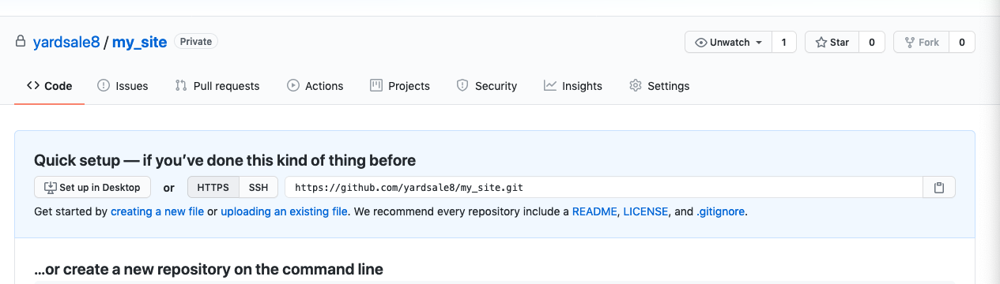 yardsale8 / my_site Private Unwatch 1 Star 0 Fork 0
Code Issues Pull requests Actions Projects Security Insights Settings
Quick setup — if you’ve done this kind of thing before
Set up in Desktop or HTTPS SSH https://github.com/yardsale8/my_site.git
Get started by creating a new file or uploading an existing file. We recommend every repository include a README, LICENSE, and .gitignore.
…or create a new repository on the command line